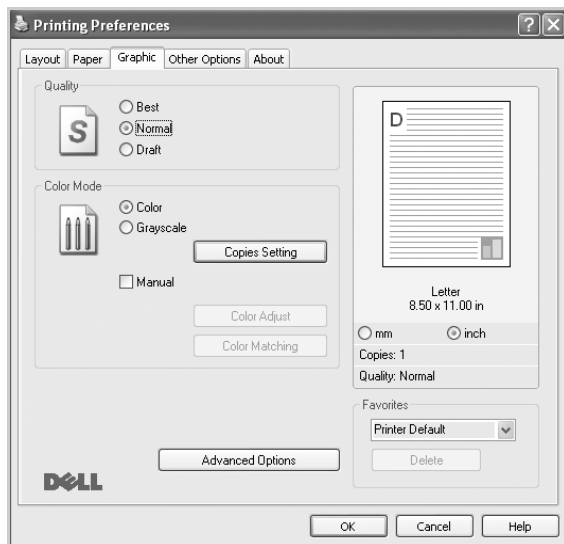 Printing Preferences
Layout Paper Graphic Other Options About
Quality
S
Best
Normal
Draft
Color Mode
Color
Grayscale
Copies Setting
Manual
Color Adjust
Color Matching
Advanced Options
DELL
D
Letter
8.50 x 11.00 in
mm inch
Copies: 1
Quality: Normal
Favorites
Printer Default
Delete
OK Cancel Help